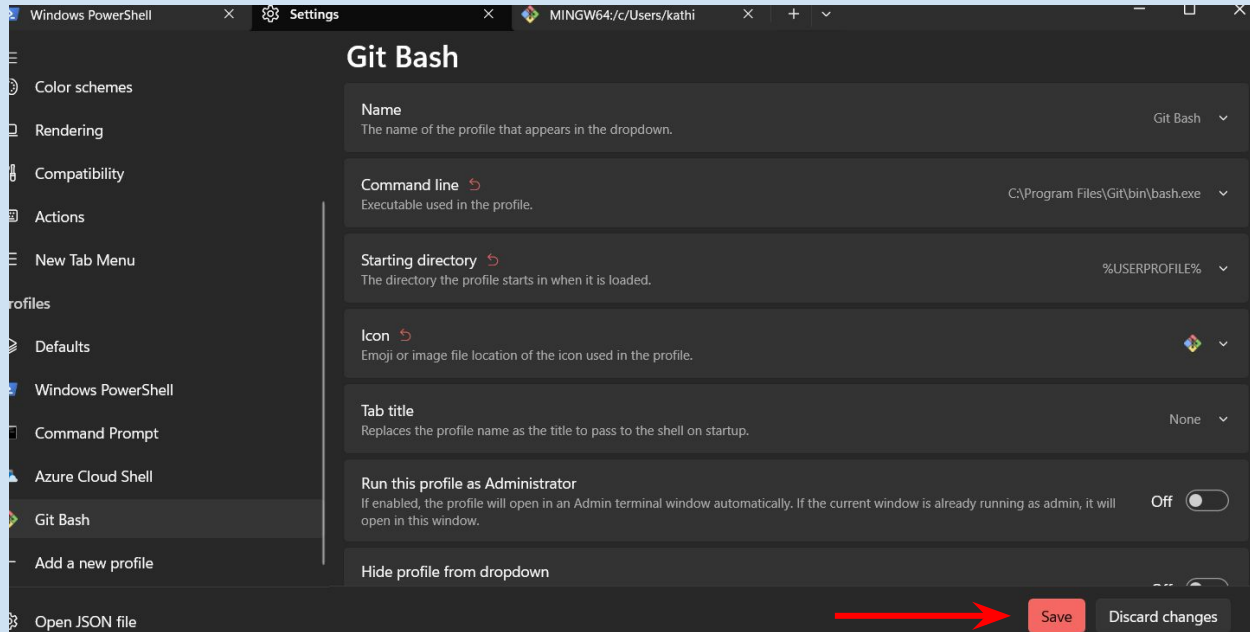 Windows PowerShell
Settings
MINGW64:/c/Users/kathi
Color schemes
Rendering
Compatibility
Actions
New Tab Menu
rofiles
Defaults
Windows PowerShell
Command Prompt
Azure Cloud Shell
Git Bash
Add a new profile
Open JSON file
Git Bash
Name
The name of the profile that appears in the dropdown.
Git Bash
Command line
Executable used in the profile.
C:\Program Files\Git\bin\bash.exe
Starting directory
The directory the profile starts in when it is loaded.
%USERPROFILE%
Icon
Emoji or image file location of the icon used in the profile.
Tab title
Replaces the profile name as the title to pass to the shell on startup.
None
Run this profile as Administrator
If enabled, the profile will open in an Admin terminal window automatically. If the current window is already running as admin, it will
open in this window.
Off
Hide profile from dropdown
Save
Discard changes